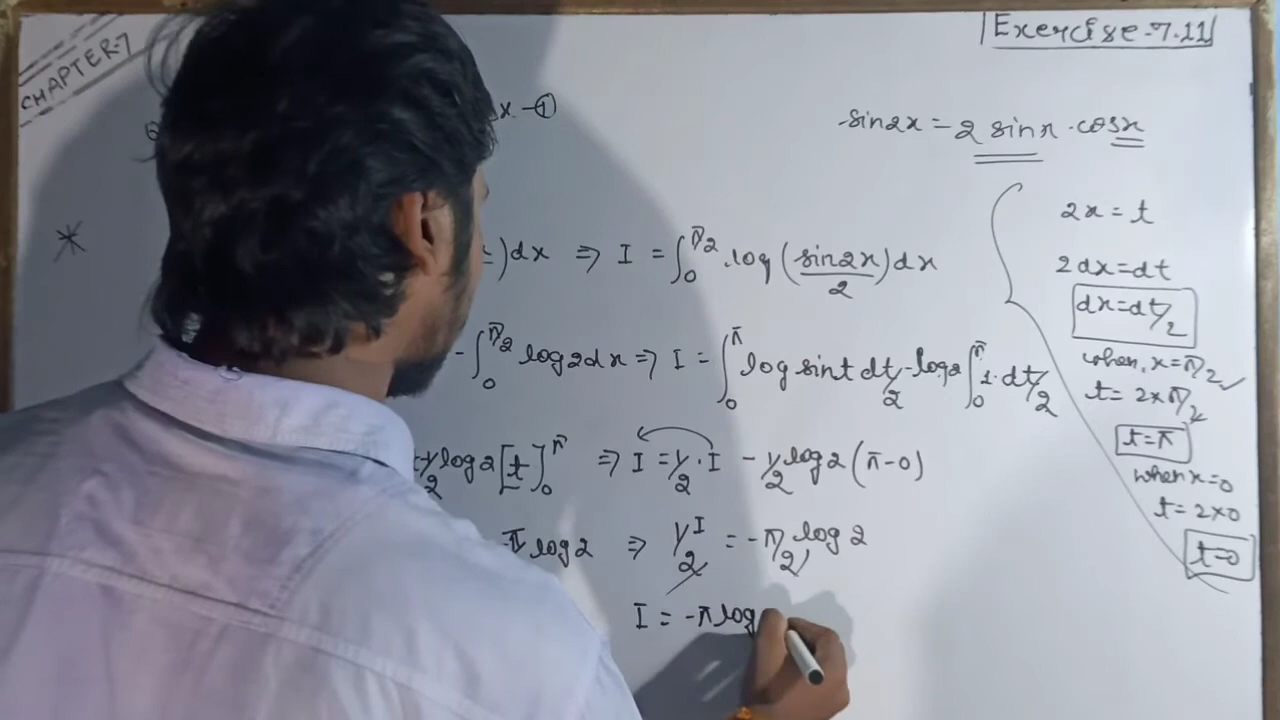 CHAPTER-7
Exercise-7.11
x -①
sin2x = 2 sinx · cosx
*
)dx ⇒ I = ∫₀^π/2 log (sin2x/2) dx
- ∫₀^π/2 log2dx ⇒ I = ∫₀^π log sint dt/2 - log2 ∫₀^π 1·dt/2
1/2 log2 [t]₀^π ⇒ I = 1/2 · I - 1/2 log2 (π-0)
π log2 ⇒ 1/2 I = -π/2 log 2
I = -π log
2x = t
2dx = dt
dx = dt/2
when, x = π/2
t = 2×π/2
t = π
when x=0
t = 2×0
t=0